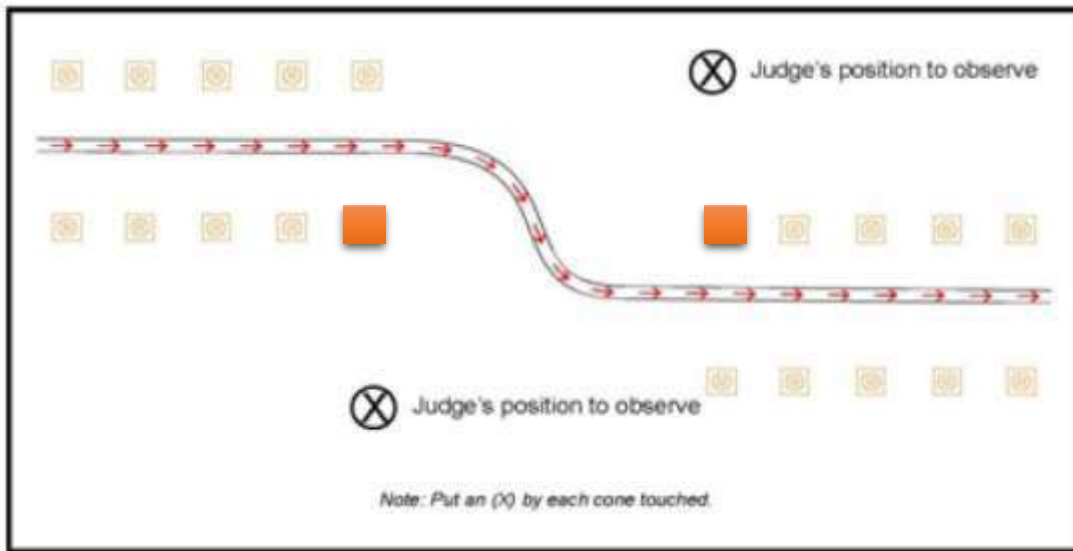 Judge's position to observe
Judge's position to observe
Note: Put an (X) by each cone touched.